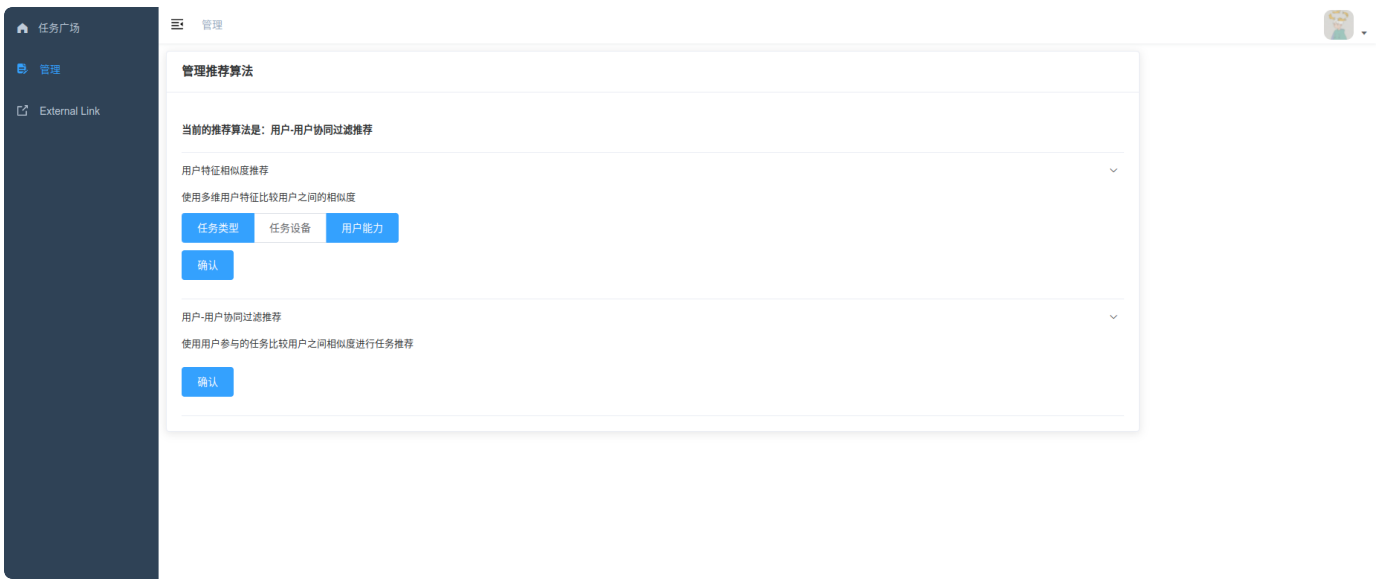 任务广场
管理
External Link
管理
管理推荐算法
当前的推荐算法是：用户-用户协同过滤推荐
用户特征相似度推荐
使用多维用户特征比较用户之间的相似度
任务类型 任务设备 用户能力
确认
用户-用户协同过滤推荐
使用用户参与的任务比较用户之间相似度进行任务推荐
确认